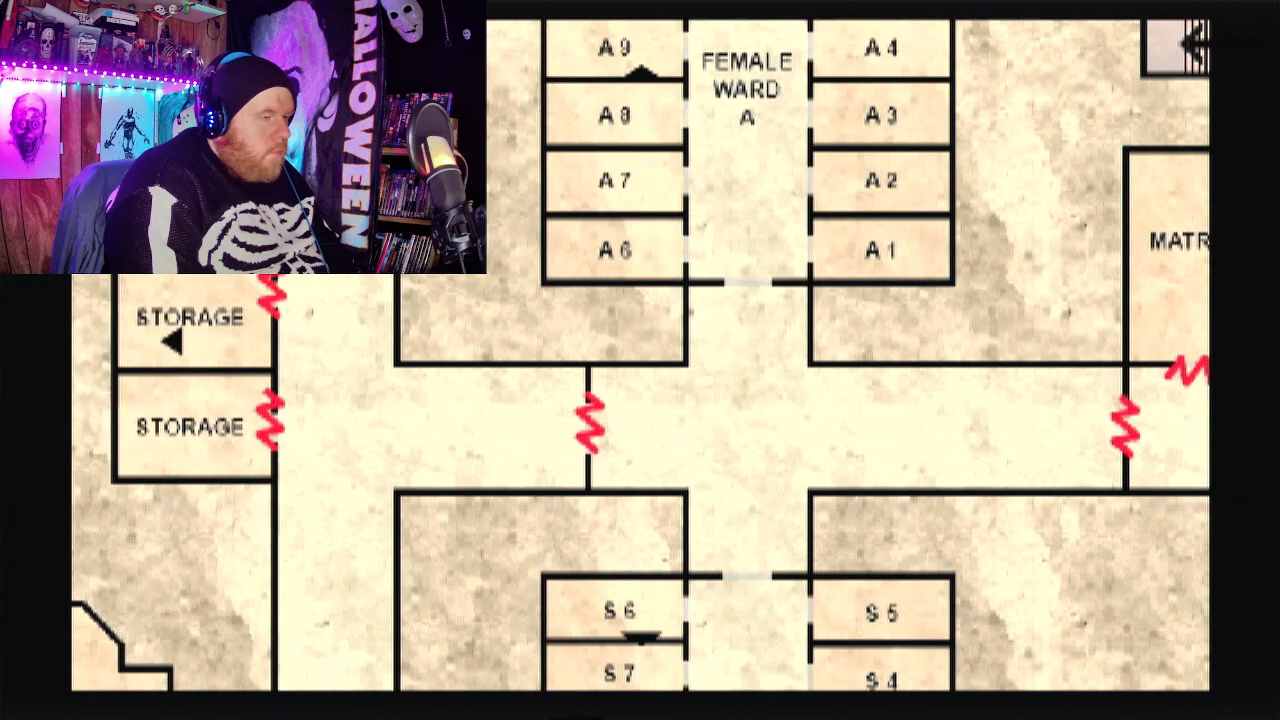 HALLOWEEN
A 9
FEMALE
WARD
A
A 4
A 8
A 3
A 7
A 2
A 6
A 1
MATR
STORAGE
STORAGE
S 6
S 5
S 7
S 4